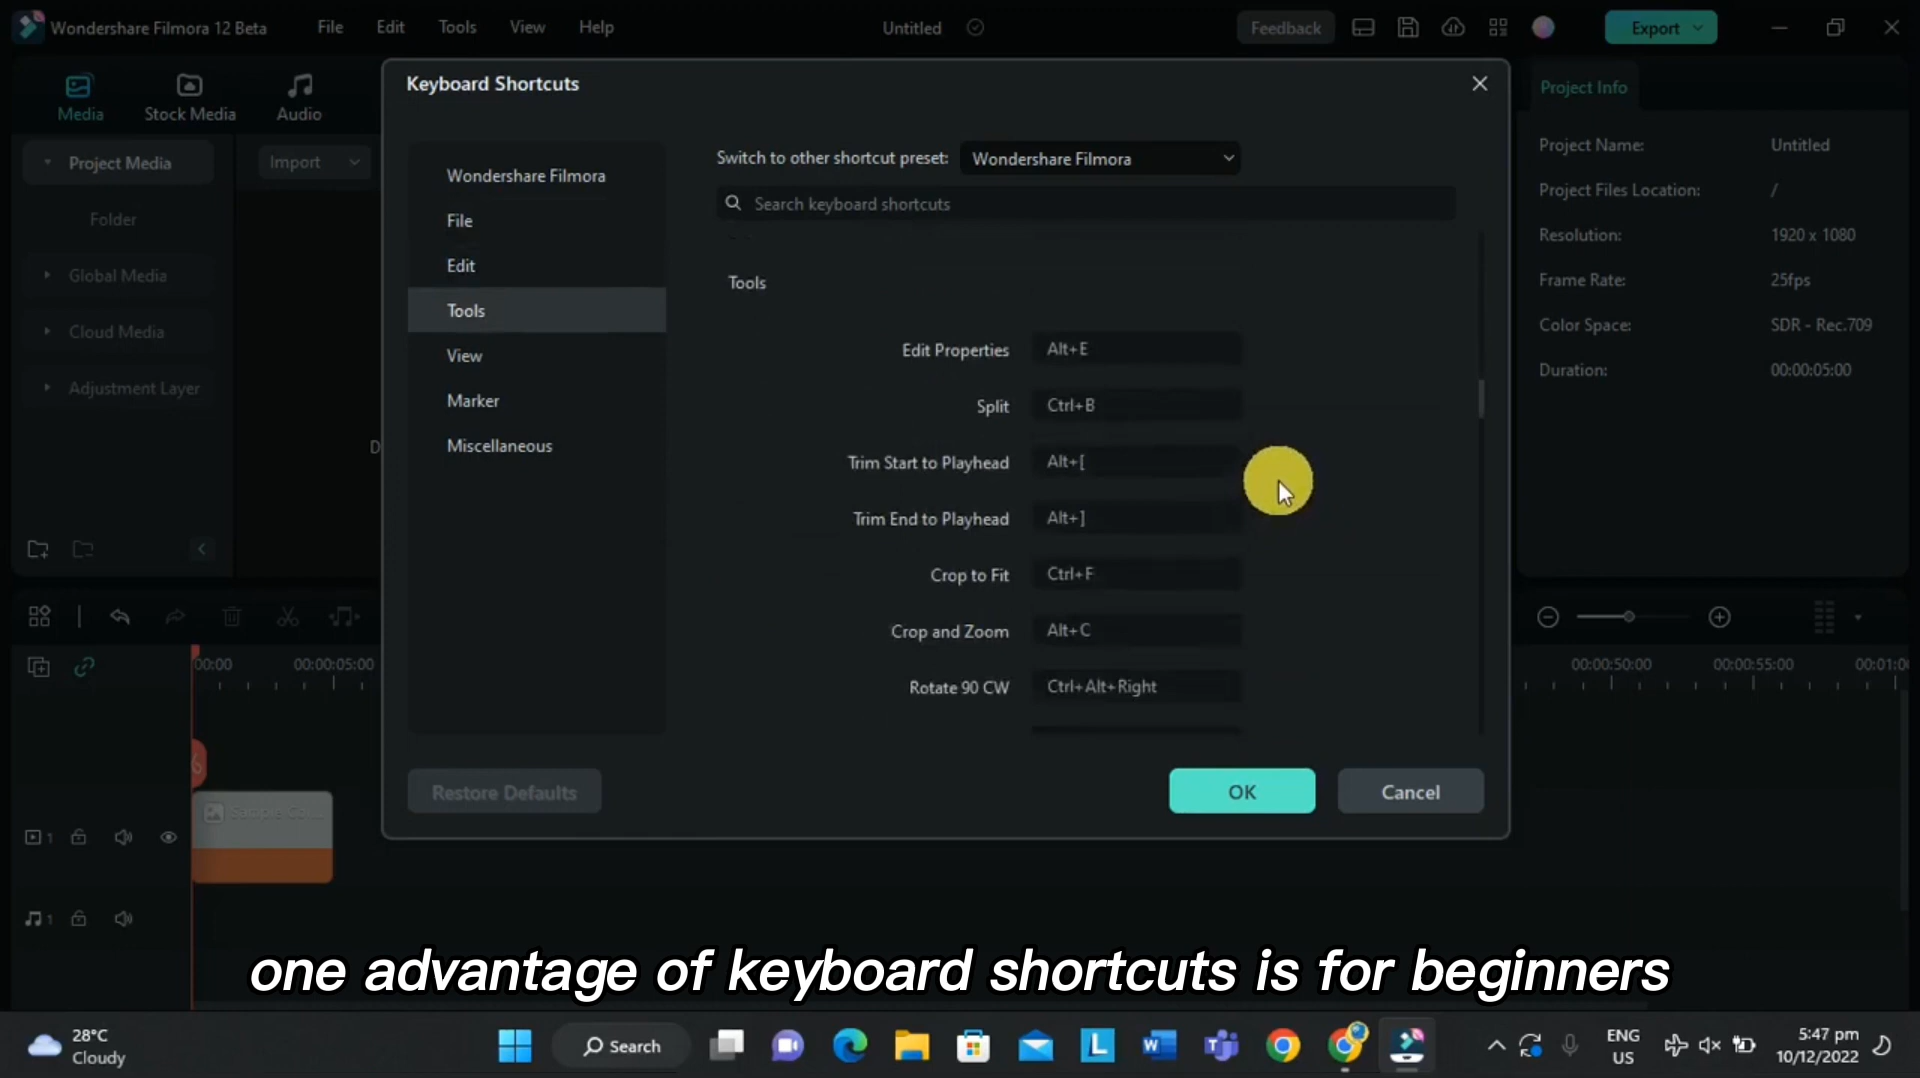 Wondershare Filmora 12 Beta
File
Edit
Tools
View
Help
Untitled
Feedback
Export
Media
Stock Media
Audio
Project Media
Import
Folder
Global Media
Cloud Media
Adjustment Layer
D
Keyboard Shortcuts
Wondershare Filmora
File
Edit
Tools
View
Marker
Miscellaneous
Switch to other shortcut preset:
Wondershare Filmora
Search keyboard shortcuts
Tools
Edit Properties Alt+E
Split Ctrl+B
Trim Start to Playhead Alt+[
Trim End to Playhead Alt+]
Crop to Fit Ctrl+F
Crop and Zoom Alt+C
Rotate 90 CW Ctrl+Alt+Right
Restore Defaults
OK
Cancel
Project Info
Project Name: Untitled
Project Files Location: /
Resolution: 1920 x 1080
Frame Rate: 25fps
Color Space: SDR - Rec.709
Duration: 00:00:05:00
00:00
00:00:05:00
00:00:50:00
00:00:55:00
00:01:0
Sample Col
1
1
one advantage of keyboard shortcuts is for beginners
28°C
Cloudy
Search
ENG
US
5:47 pm
10/12/2022